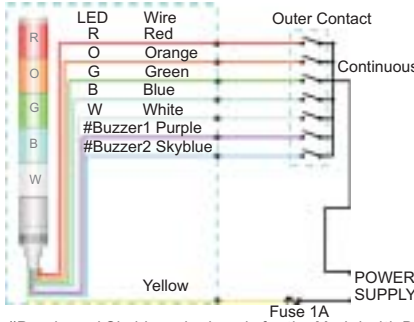 LED Wire Outer Contact
R Red
O Orange
G Green
B Blue
W White
#Buzzer1 Purple
#Buzzer2 Skyblue
Continuous
R
O
G
B
W
Yellow
POWER
SUPPLY
Fuse 1A